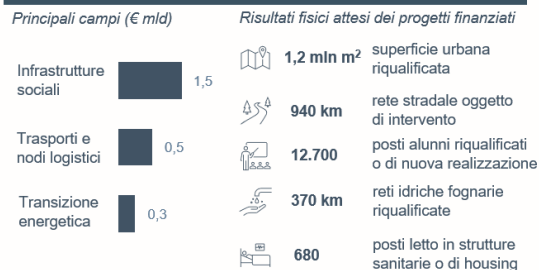 Principali campi (€ mld)
Infrastrutture
sociali
1,5
Trasporti e
nodi logistici
0,5
Transizione
energetica
0,3
Risultati fisici attesi dei progetti finanziati
1,2 mln m²
superficie urbana
riqualificata
940 km
rete stradale oggetto
di intervento
12.700
posti alunni riqualificati
o di nuova realizzazione
370 km
reti idriche fognarie
riqualificate
680
posti letto in strutture
sanitarie o di housing